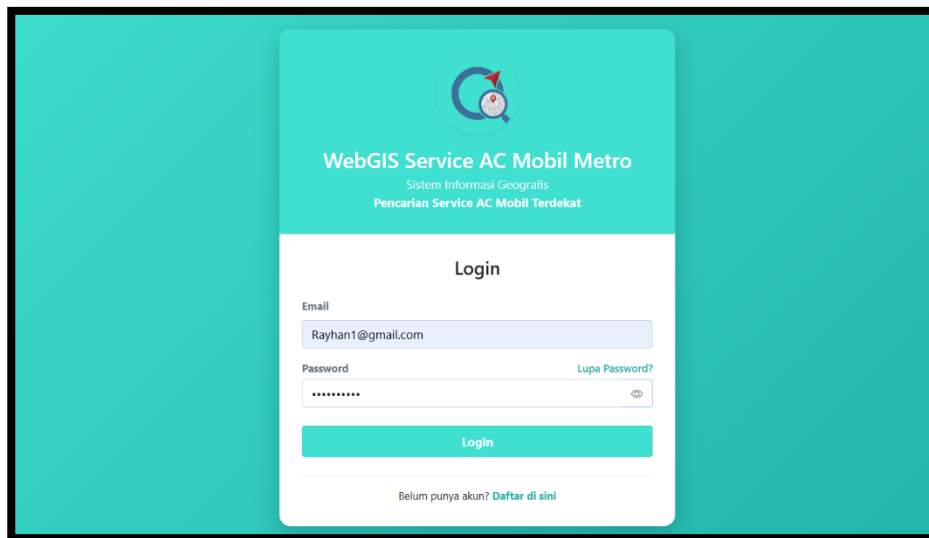 WebGIS Service AC Mobil Metro
Sistem Informasi Geografis
Pencarian Service AC Mobil Terdekat
Login
Email
Rayhan1@gmail.com
Password Lupa Password?
••••••••••
Login
Belum punya akun? Daftar di sini